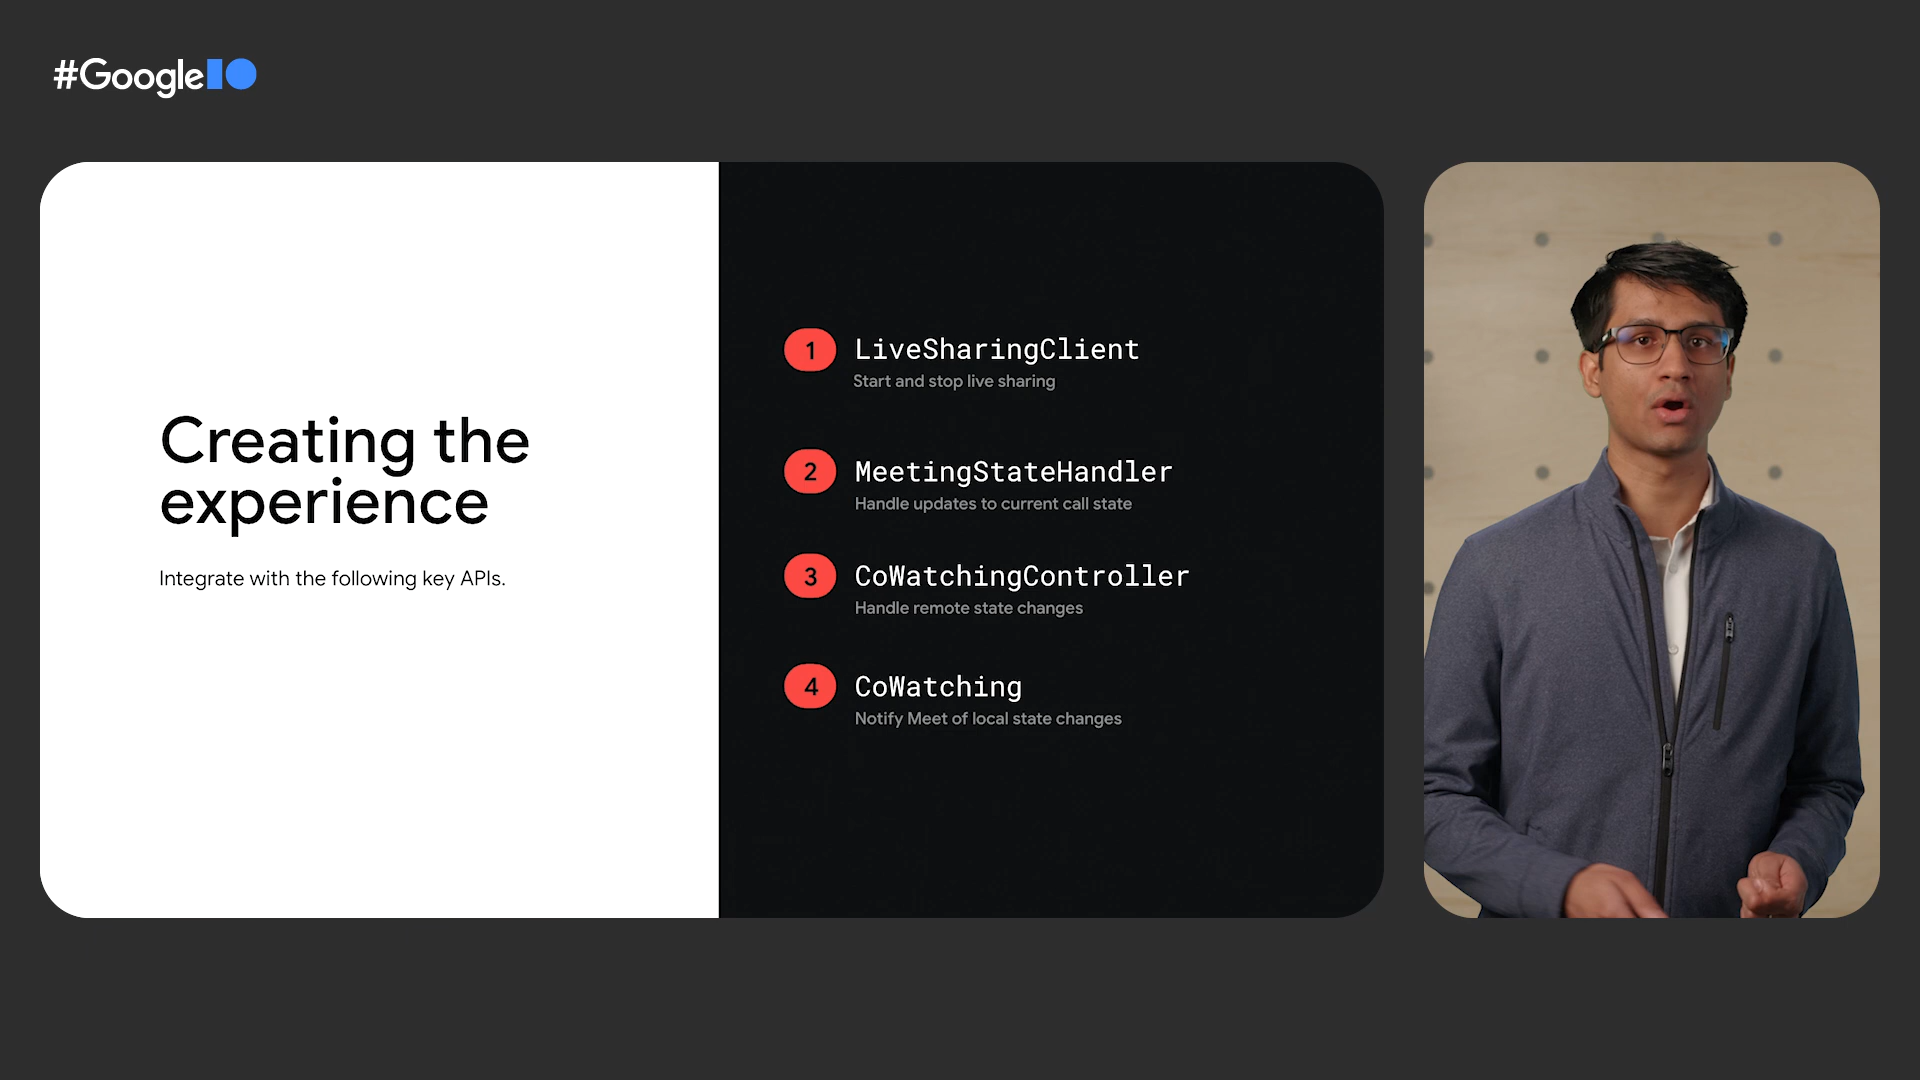 #GoogleIO
Creating the
experience
Integrate with the following key APIs.
1 LiveSharingClient
Start and stop live sharing
2 MeetingStateHandler
Handle updates to current call state
3 CoWatchingController
Handle remote state changes
4 CoWatching
Notify Meet of local state changes